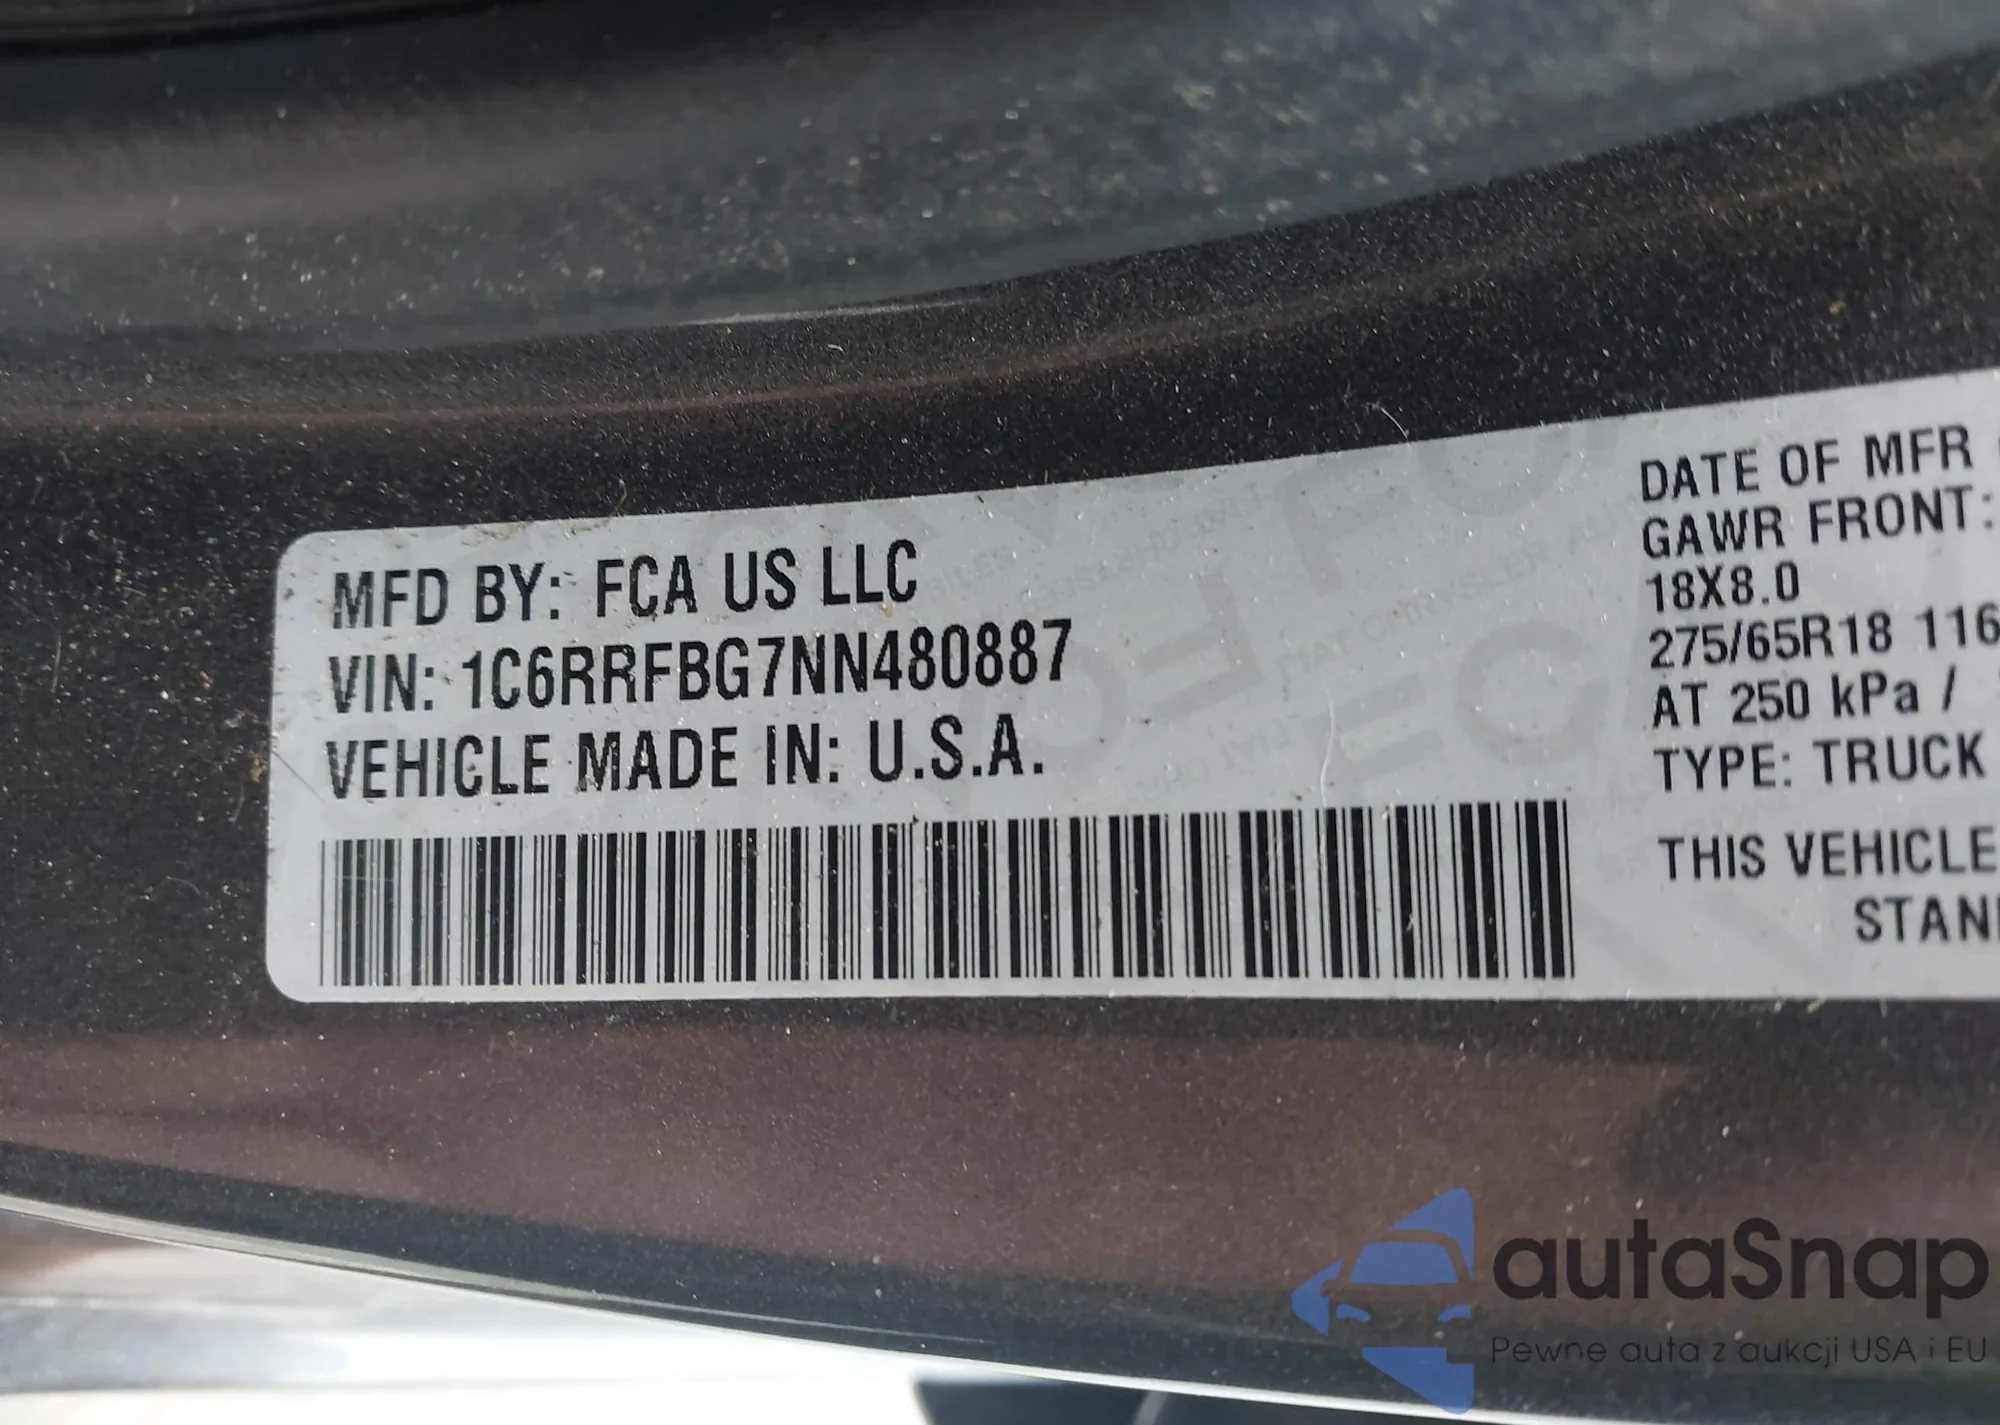 MFD BY: FCA US LLC
VIN: 1C6RRFBG7NN480887
VEHICLE MADE IN: U.S.A.
DATE OF MFR
GAWR FRONT:
18X8.0
275/65R18 116
AT 250 kPa /
TYPE: TRUCK
THIS VEHICLE
STAN
autaSnap
Pewne auta z aukcji USA i EU